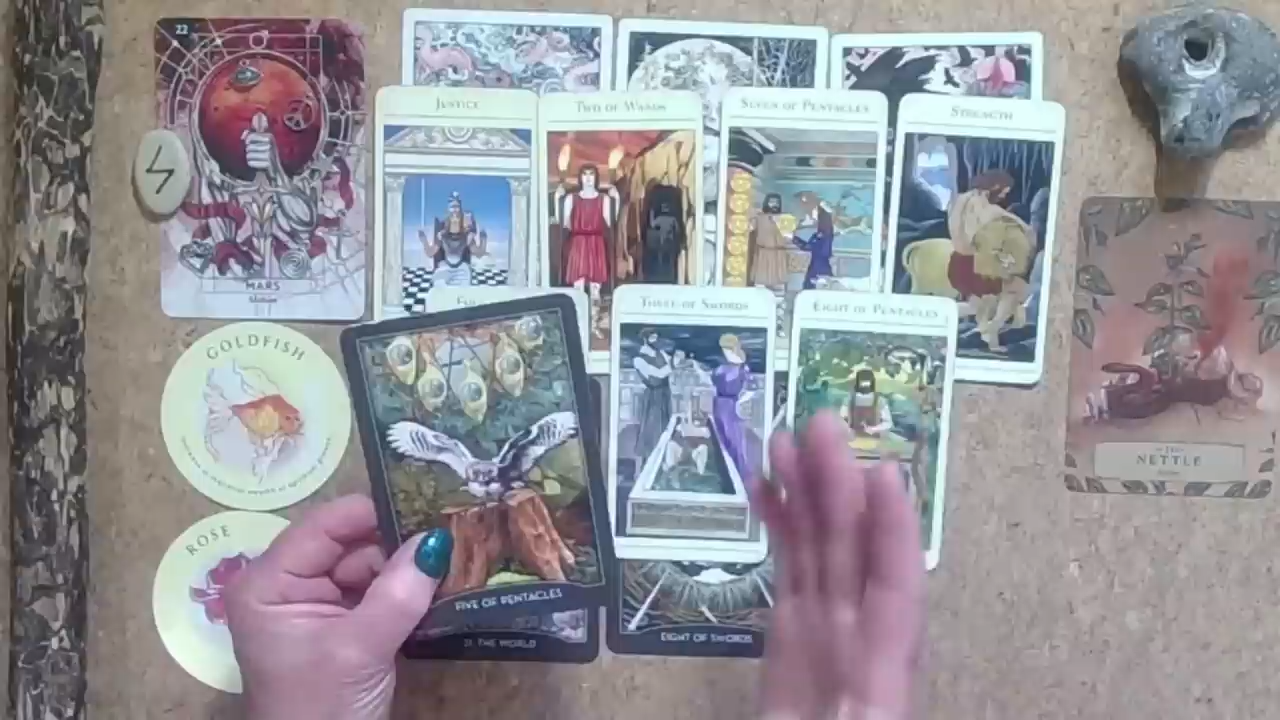 22
MARS
JUSTICE
TWO OF WANDS
SEVEN OF PENTACLES
STRENGTH
THREE OF SWORDS
EIGHT OF PENTACLES
GOLDFISH
ROSE
FIVE OF PENTACLES
21. THE WORLD
EIGHT OF SWORDS
NETTLE